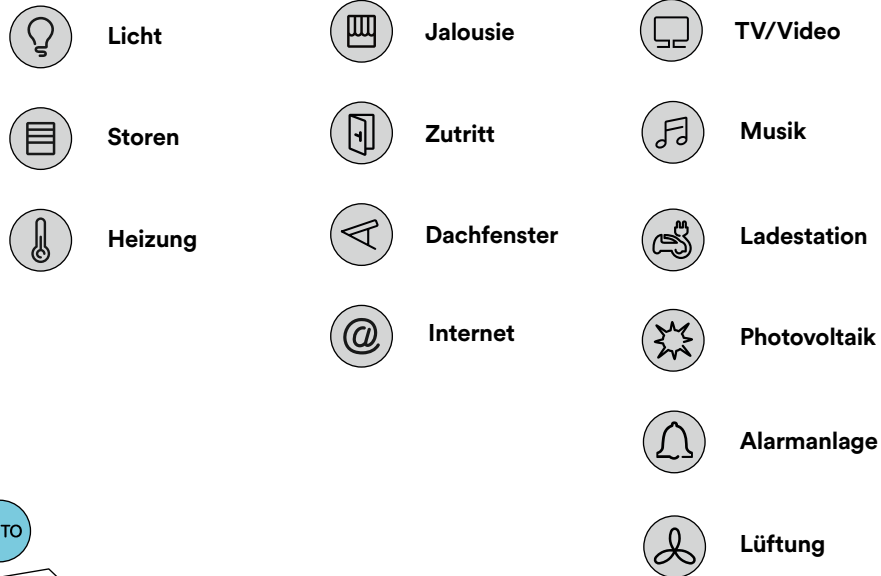 Licht
Storen
Heizung
Jalousie
Zutritt
Dachfenster
@ Internet
TV/Video
Musik
Ladestation
Photovoltaik
Alarmanlage
Lüftung
TO